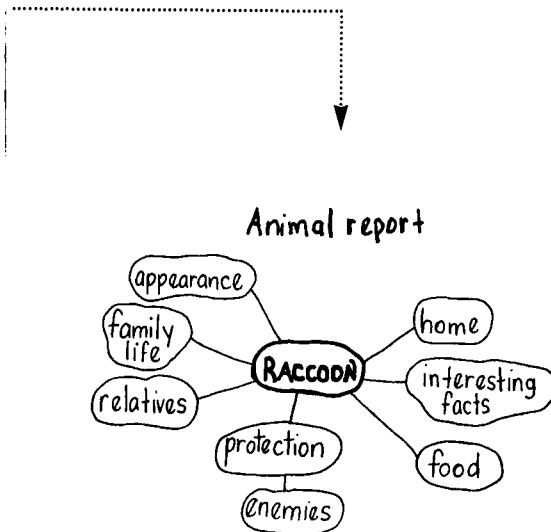 Animal report
appearance
family
life
relatives
RACCOON
home
interesting
facts
protection
food
enemies